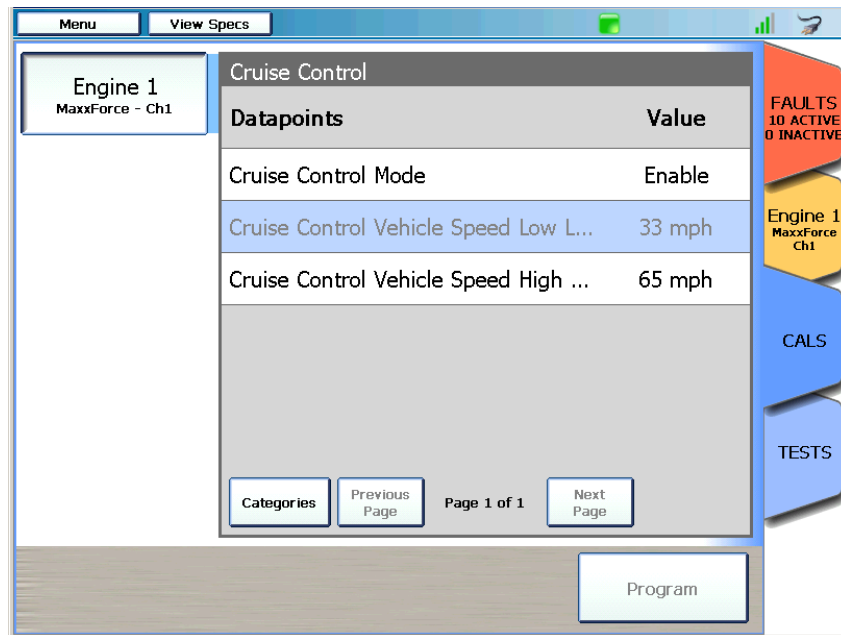 Menu
View Specs
Engine 1
MaxxForce - Ch1
Cruise Control
Datapoints Value
Cruise Control Mode Enable
Cruise Control Vehicle Speed Low L... 33 mph
Cruise Control Vehicle Speed High ... 65 mph
Categories
Previous
Page
Page 1 of 1
Next
Page
Program
FAULTS
10 ACTIVE
0 INACTIVE
Engine 1
MaxxForce
Ch1
CALS
TESTS